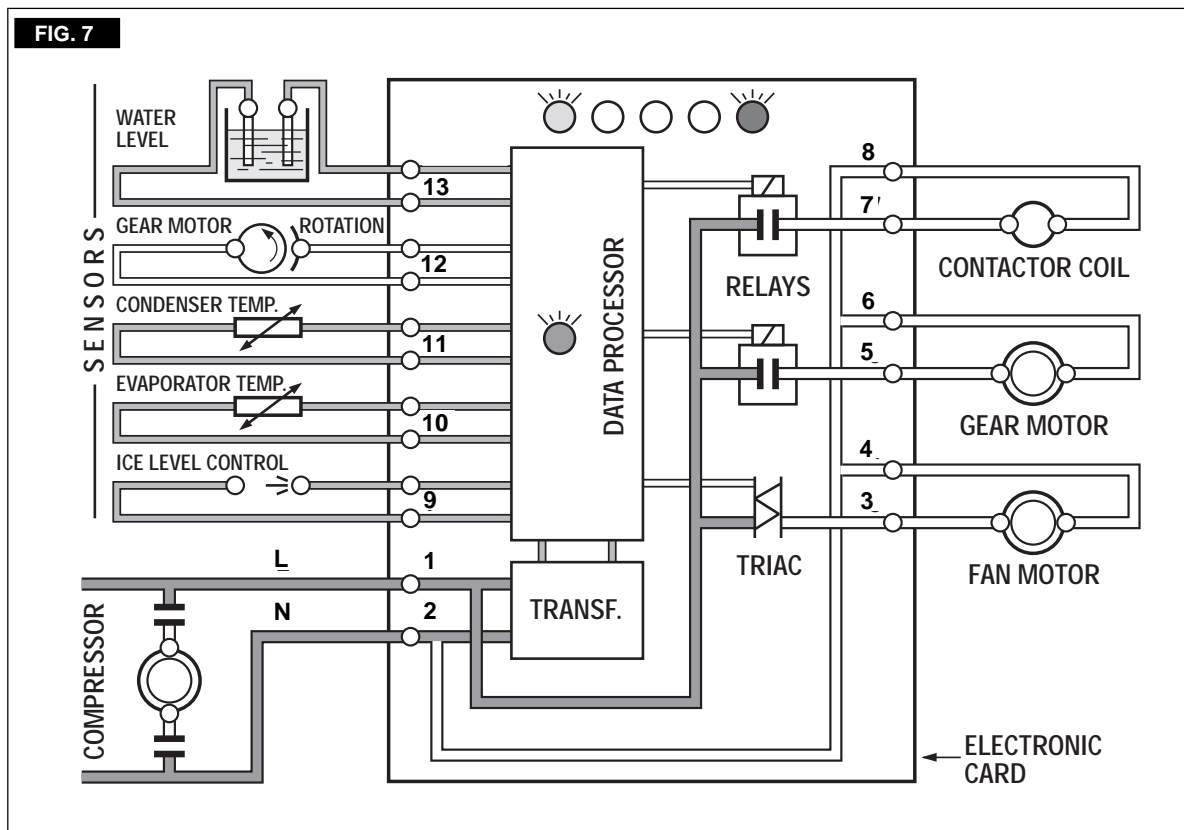 FIG. 7
WATER
LEVEL
13
GEAR MOTOR ROTATION
12
CONDENSER TEMP.
11
EVAPORATOR TEMP.
10
ICE LEVEL CONTROL
9
SENSORS
L
1
N
2
COMPRESSOR
DATA PROCESSOR
TRANSF.
RELAYS
TRIAC
8
7
CONTACTOR COIL
6
5
GEAR MOTOR
4
3
FAN MOTOR
ELECTRONIC
CARD